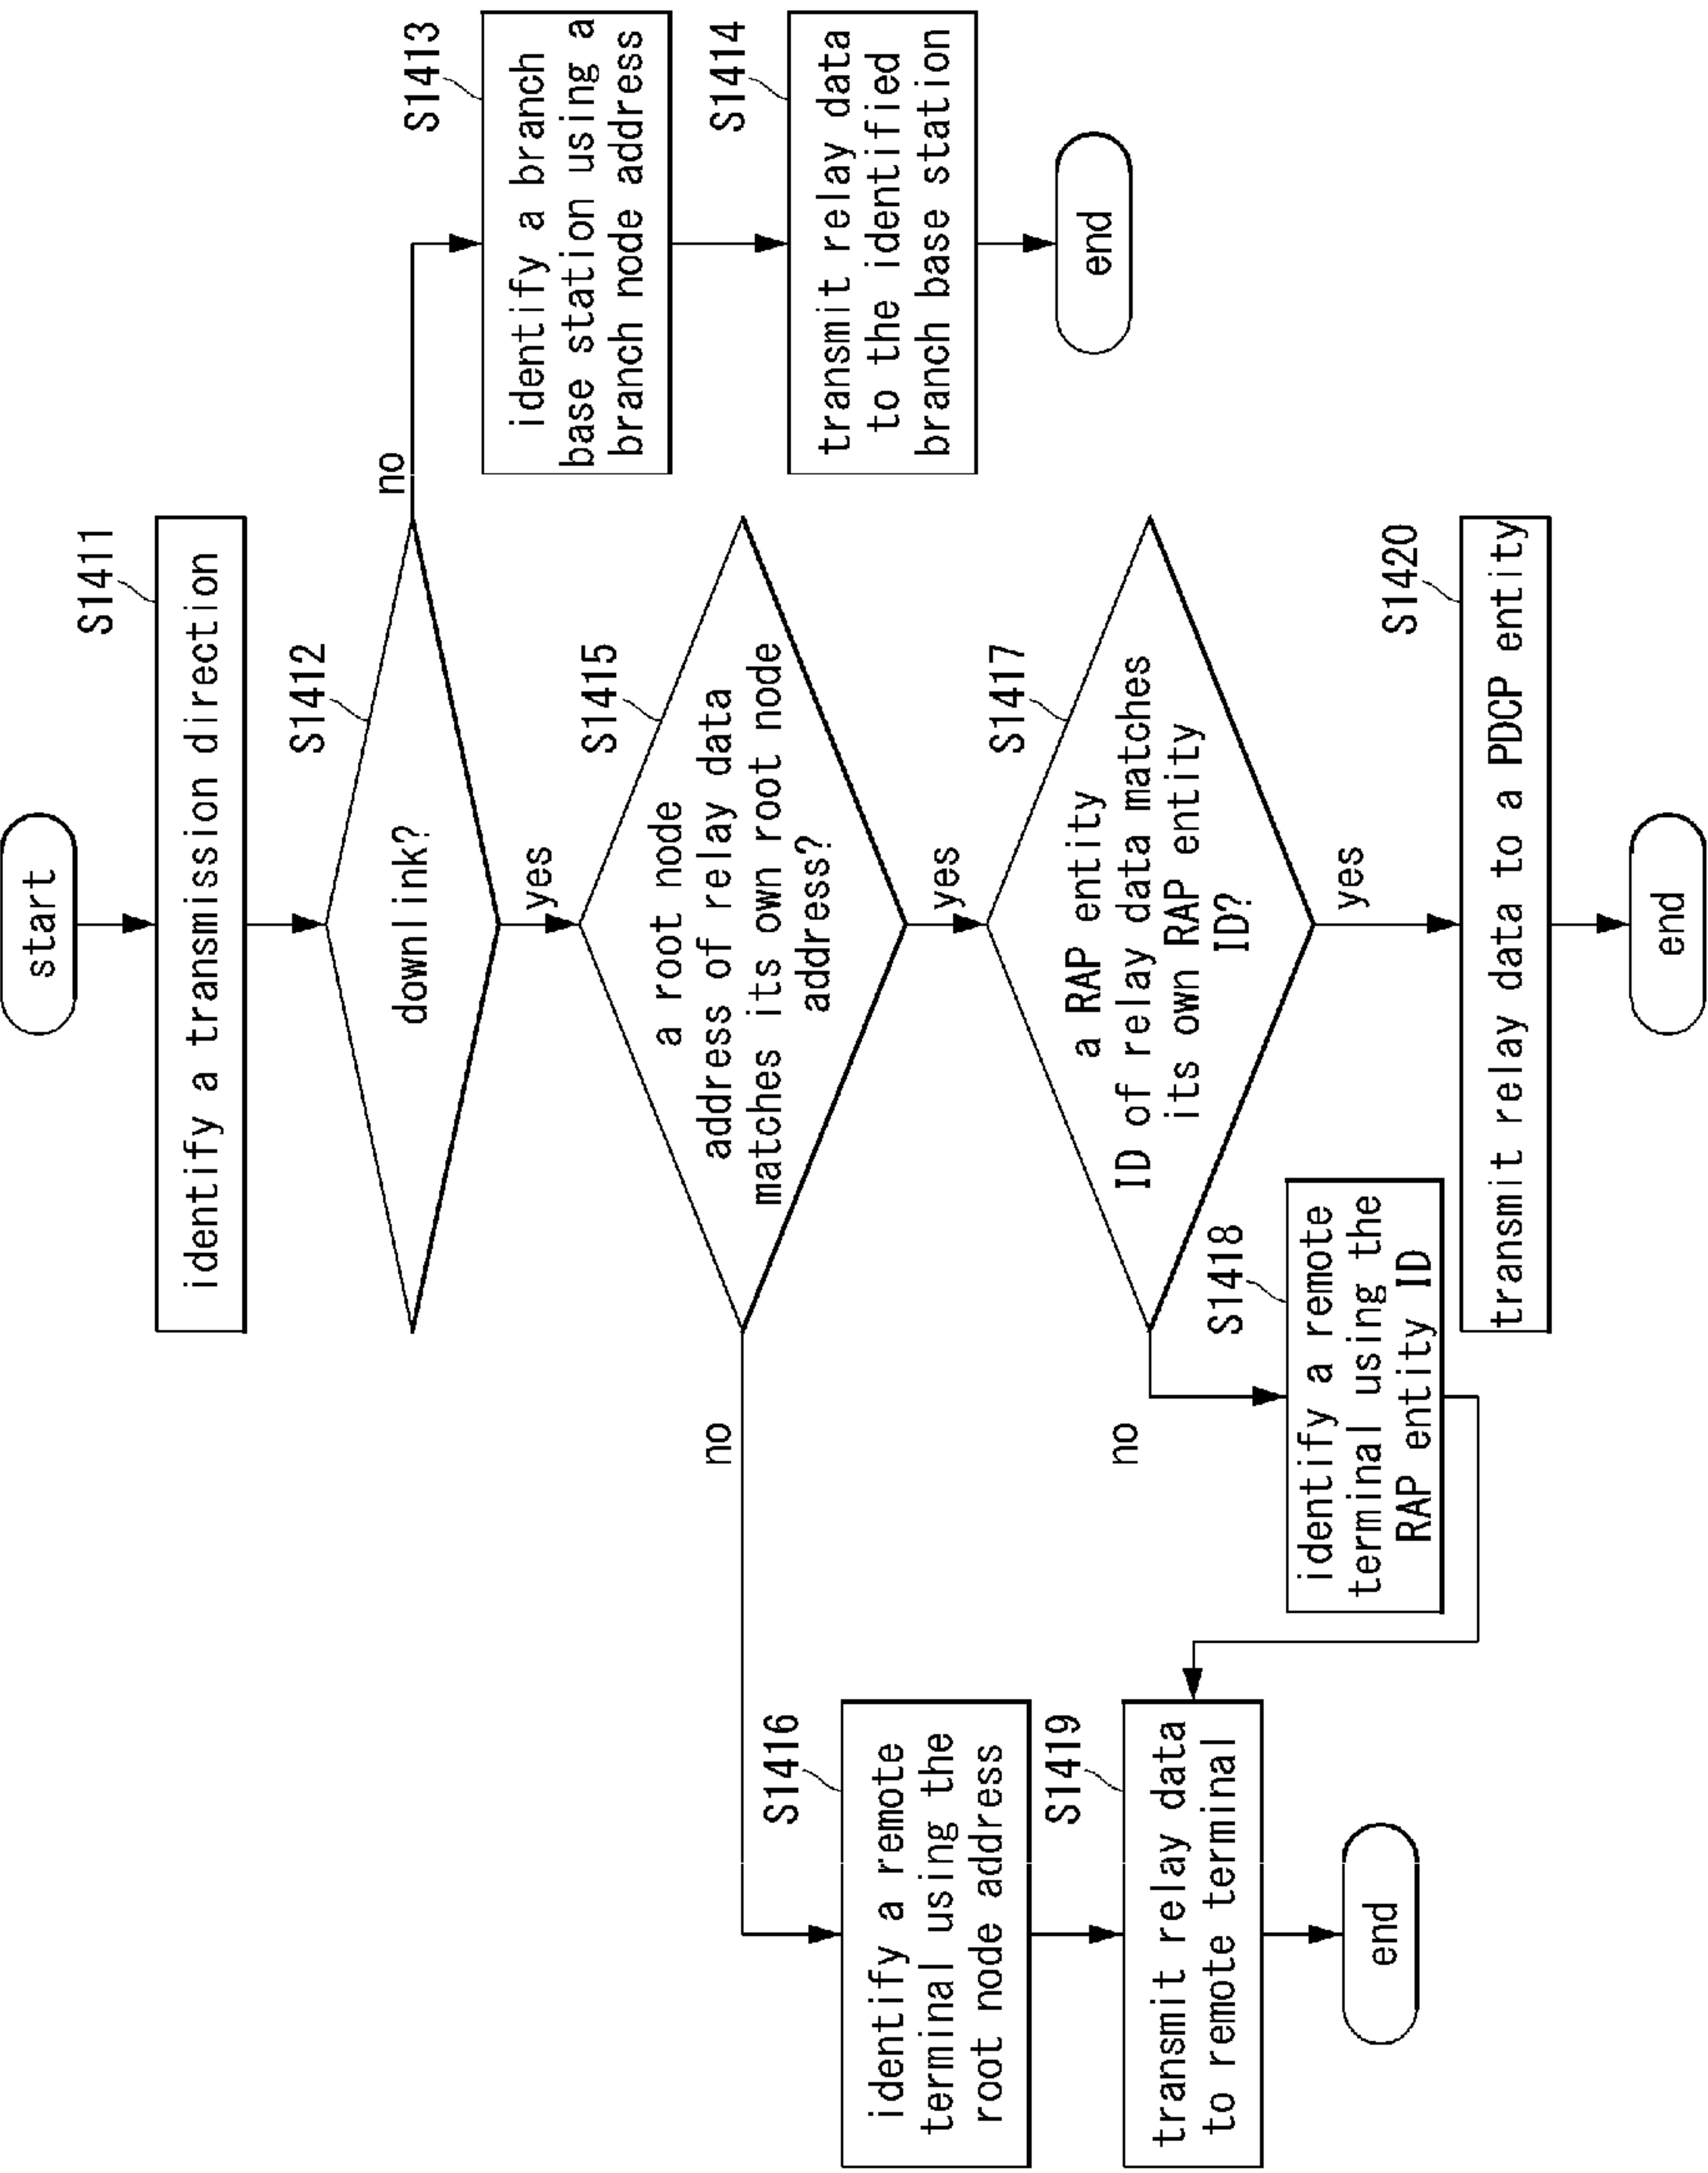 start
S1411
identify a transmission direction
S1412
downlink?
no
yes
S1413
identify a branch
base station using a
branch node address
S1414
transmit relay data
to the identified
branch base station
end
S1415
a root node
address of relay data
matches its own root node
address?
no
yes
S1416
identify a remote
terminal using the
root node address
S1417
a RAP entity
ID of relay data matches
its own RAP entity
ID?
no
yes
S1418
identify a remote
terminal using the
RAP entity ID
S1419
transmit relay data
to remote terminal
end
S1420
transmit relay data to a PDCP entity
end